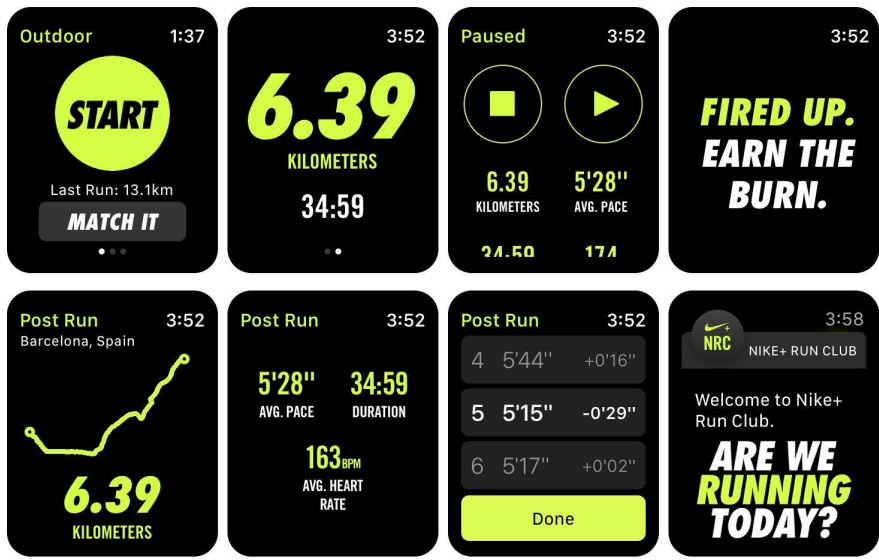 Outdoor 1:37
START
Last Run: 13.1km
MATCH IT
3:52
6.39
KILOMETERS
34:59
Paused 3:52
6.39 5'28''
KILOMETERS AVG. PACE
34:59 174
3:52
FIRED UP.
EARN THE
BURN.
Post Run 3:52
Barcelona, Spain
6.39
KILOMETERS
Post Run 3:52
5'28'' 34:59
AVG. PACE DURATION
163BPM
AVG. HEART
RATE
Post Run 3:52
4 5'44'' +0'16''
5 5'15'' -0'29''
6 5'17'' +0'02''
Done
3:58
NRC
NIKE+ RUN CLUB
Welcome to Nike+
Run Club.
ARE WE
RUNNING
TODAY?